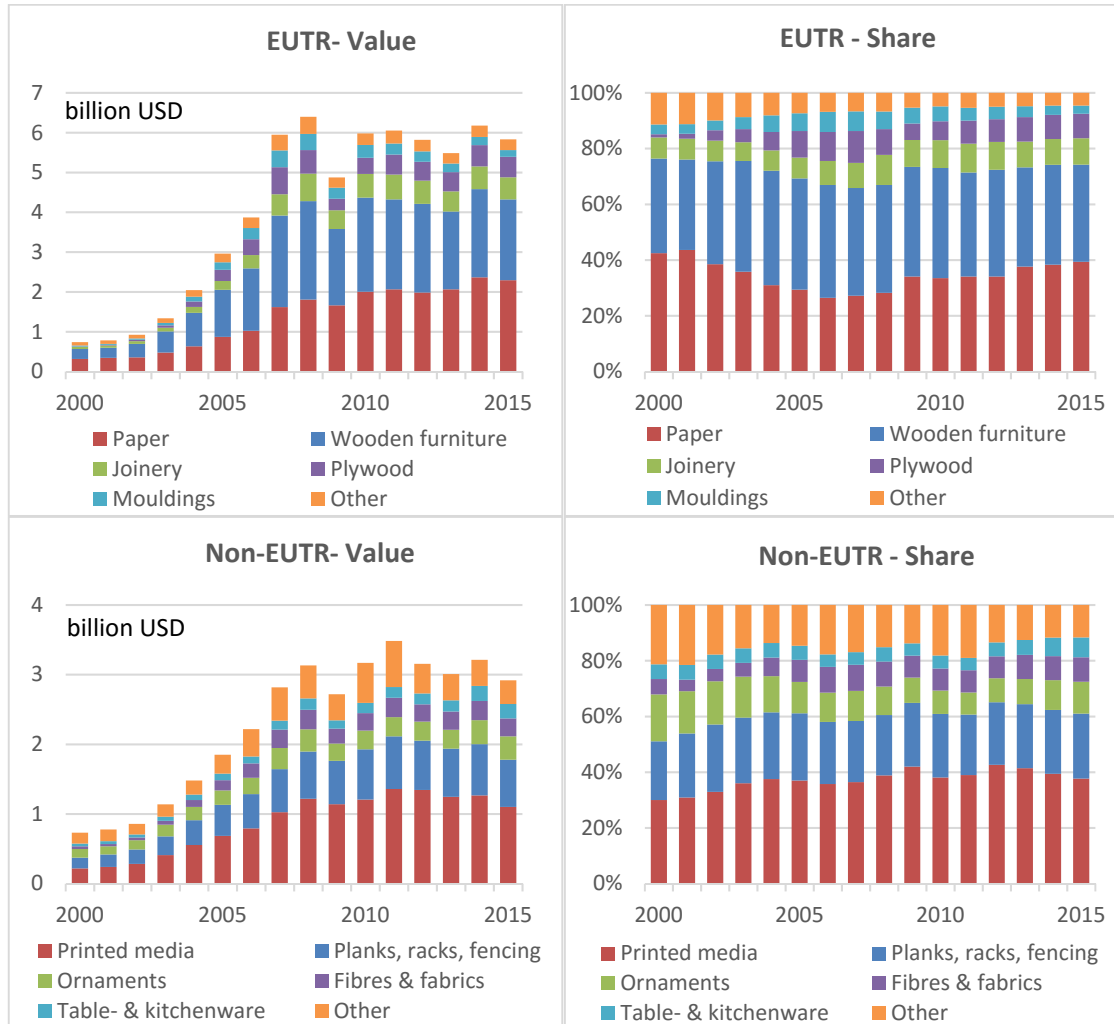 EUTR- Value
billion USD
7
6
5
4
3
2
1
0
2000 2005 2010 2015
Paper Wooden furniture
Joinery Plywood
Mouldings Other
EUTR - Share
100%
80%
60%
40%
20%
0%
2000 2005 2010 2015
Paper Wooden furniture
Joinery Plywood
Mouldings Other
Non-EUTR- Value
4
billion USD
3
2
1
0
2000 2005 2010 2015
Printed media Planks, racks, fencing
Ornaments Fibres & fabrics
Table- & kitchenware Other
Non-EUTR - Share
100%
80%
60%
40%
20%
0%
2000 2005 2010 2015
Printed media Planks, racks, fencing
Ornaments Fibres & fabrics
Table- & kitchenware Other